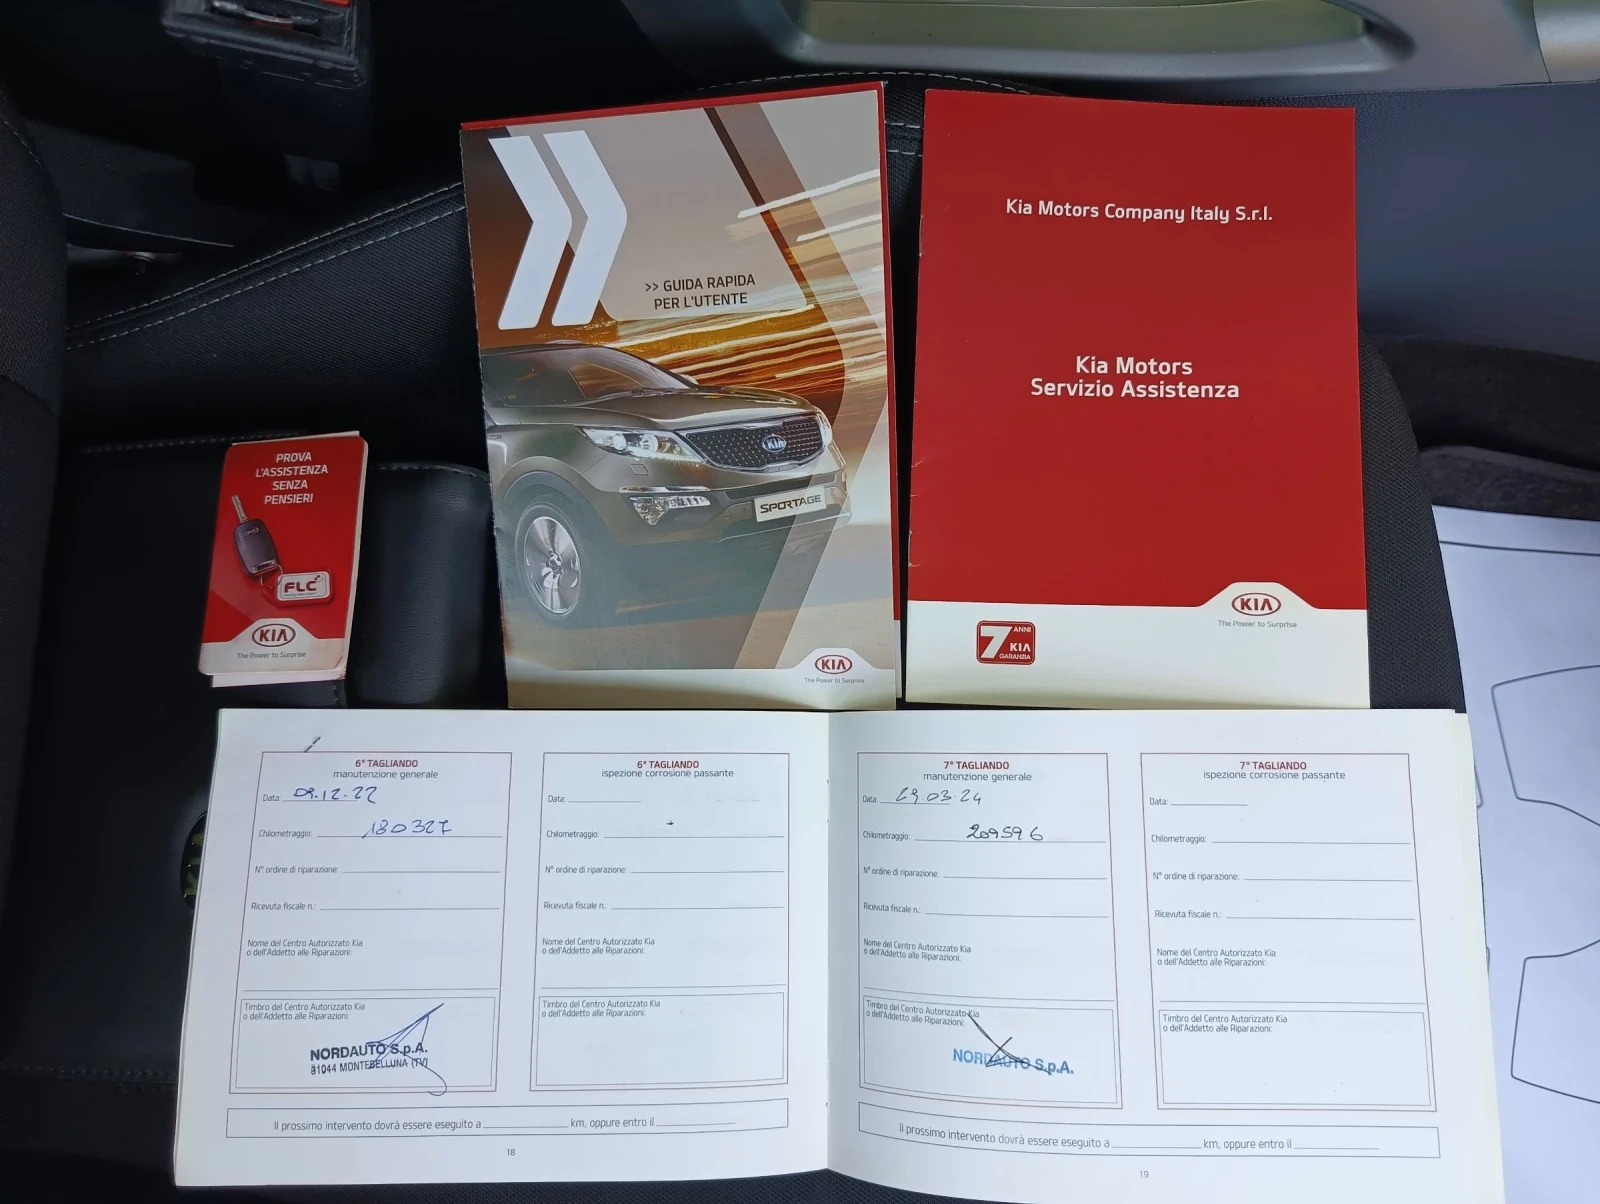 PROVA
L'ASSISTENZA
SENZA
PENSIERI
FLC
KIA
The Power to Surprise
>> GUIDA RAPIDA
PER L'UTENTE
KIA
SPORTAGE
KIA
The Power to Surprise
Kia Motors Company Italy S.r.l.
Kia Motors
Servizio Assistenza
7 ANNI
KIA
GARANZIA
KIA
The Power to Surprise
6° TAGLIANDO
manutenzione generale
Data: 09.12.22
Chilometraggio: 180327
N° ordine di riparazione:
Ricevuta fiscale n.:
Nome del Centro Autorizzato Kia
o dell'Addetto alle Riparazioni:
Timbro del Centro Autorizzato Kia
o dell'Addetto alle Riparazioni:
NORDAUTO S.p.A.
31044 MONTEBELLUNA (TV)
6° TAGLIANDO
ispezione corrosione passante
Data:
Chilometraggio:
N° ordine di riparazione:
Ricevuta fiscale n.:
Nome del Centro Autorizzato Kia
o dell'Addetto alle Riparazioni:
Timbro del Centro Autorizzato Kia
o dell'Addetto alle Riparazioni:
Il prossimo intervento dovrà essere eseguito a km, oppure entro il
18
7° TAGLIANDO
manutenzione generale
Data: 29 03.24
Chilometraggio: 209596
N° ordine di riparazione:
Ricevuta fiscale n.:
Nome del Centro Autorizzato Kia
o dell'Addetto alle Riparazioni:
Timbro del Centro Autorizzato Kia
o dell'Addetto alle Riparazioni:
NORDAUTO S.p.A.
7° TAGLIANDO
ispezione corrosione passante
Data:
Chilometraggio:
N° ordine di riparazione:
Ricevuta fiscale n.:
Nome del Centro Autorizzato Kia
o dell'Addetto alle Riparazioni:
Timbro del Centro Autorizzato Kia
o dell'Addetto alle Riparazioni:
Il prossimo intervento dovrà essere eseguito a km, oppure entro il
19